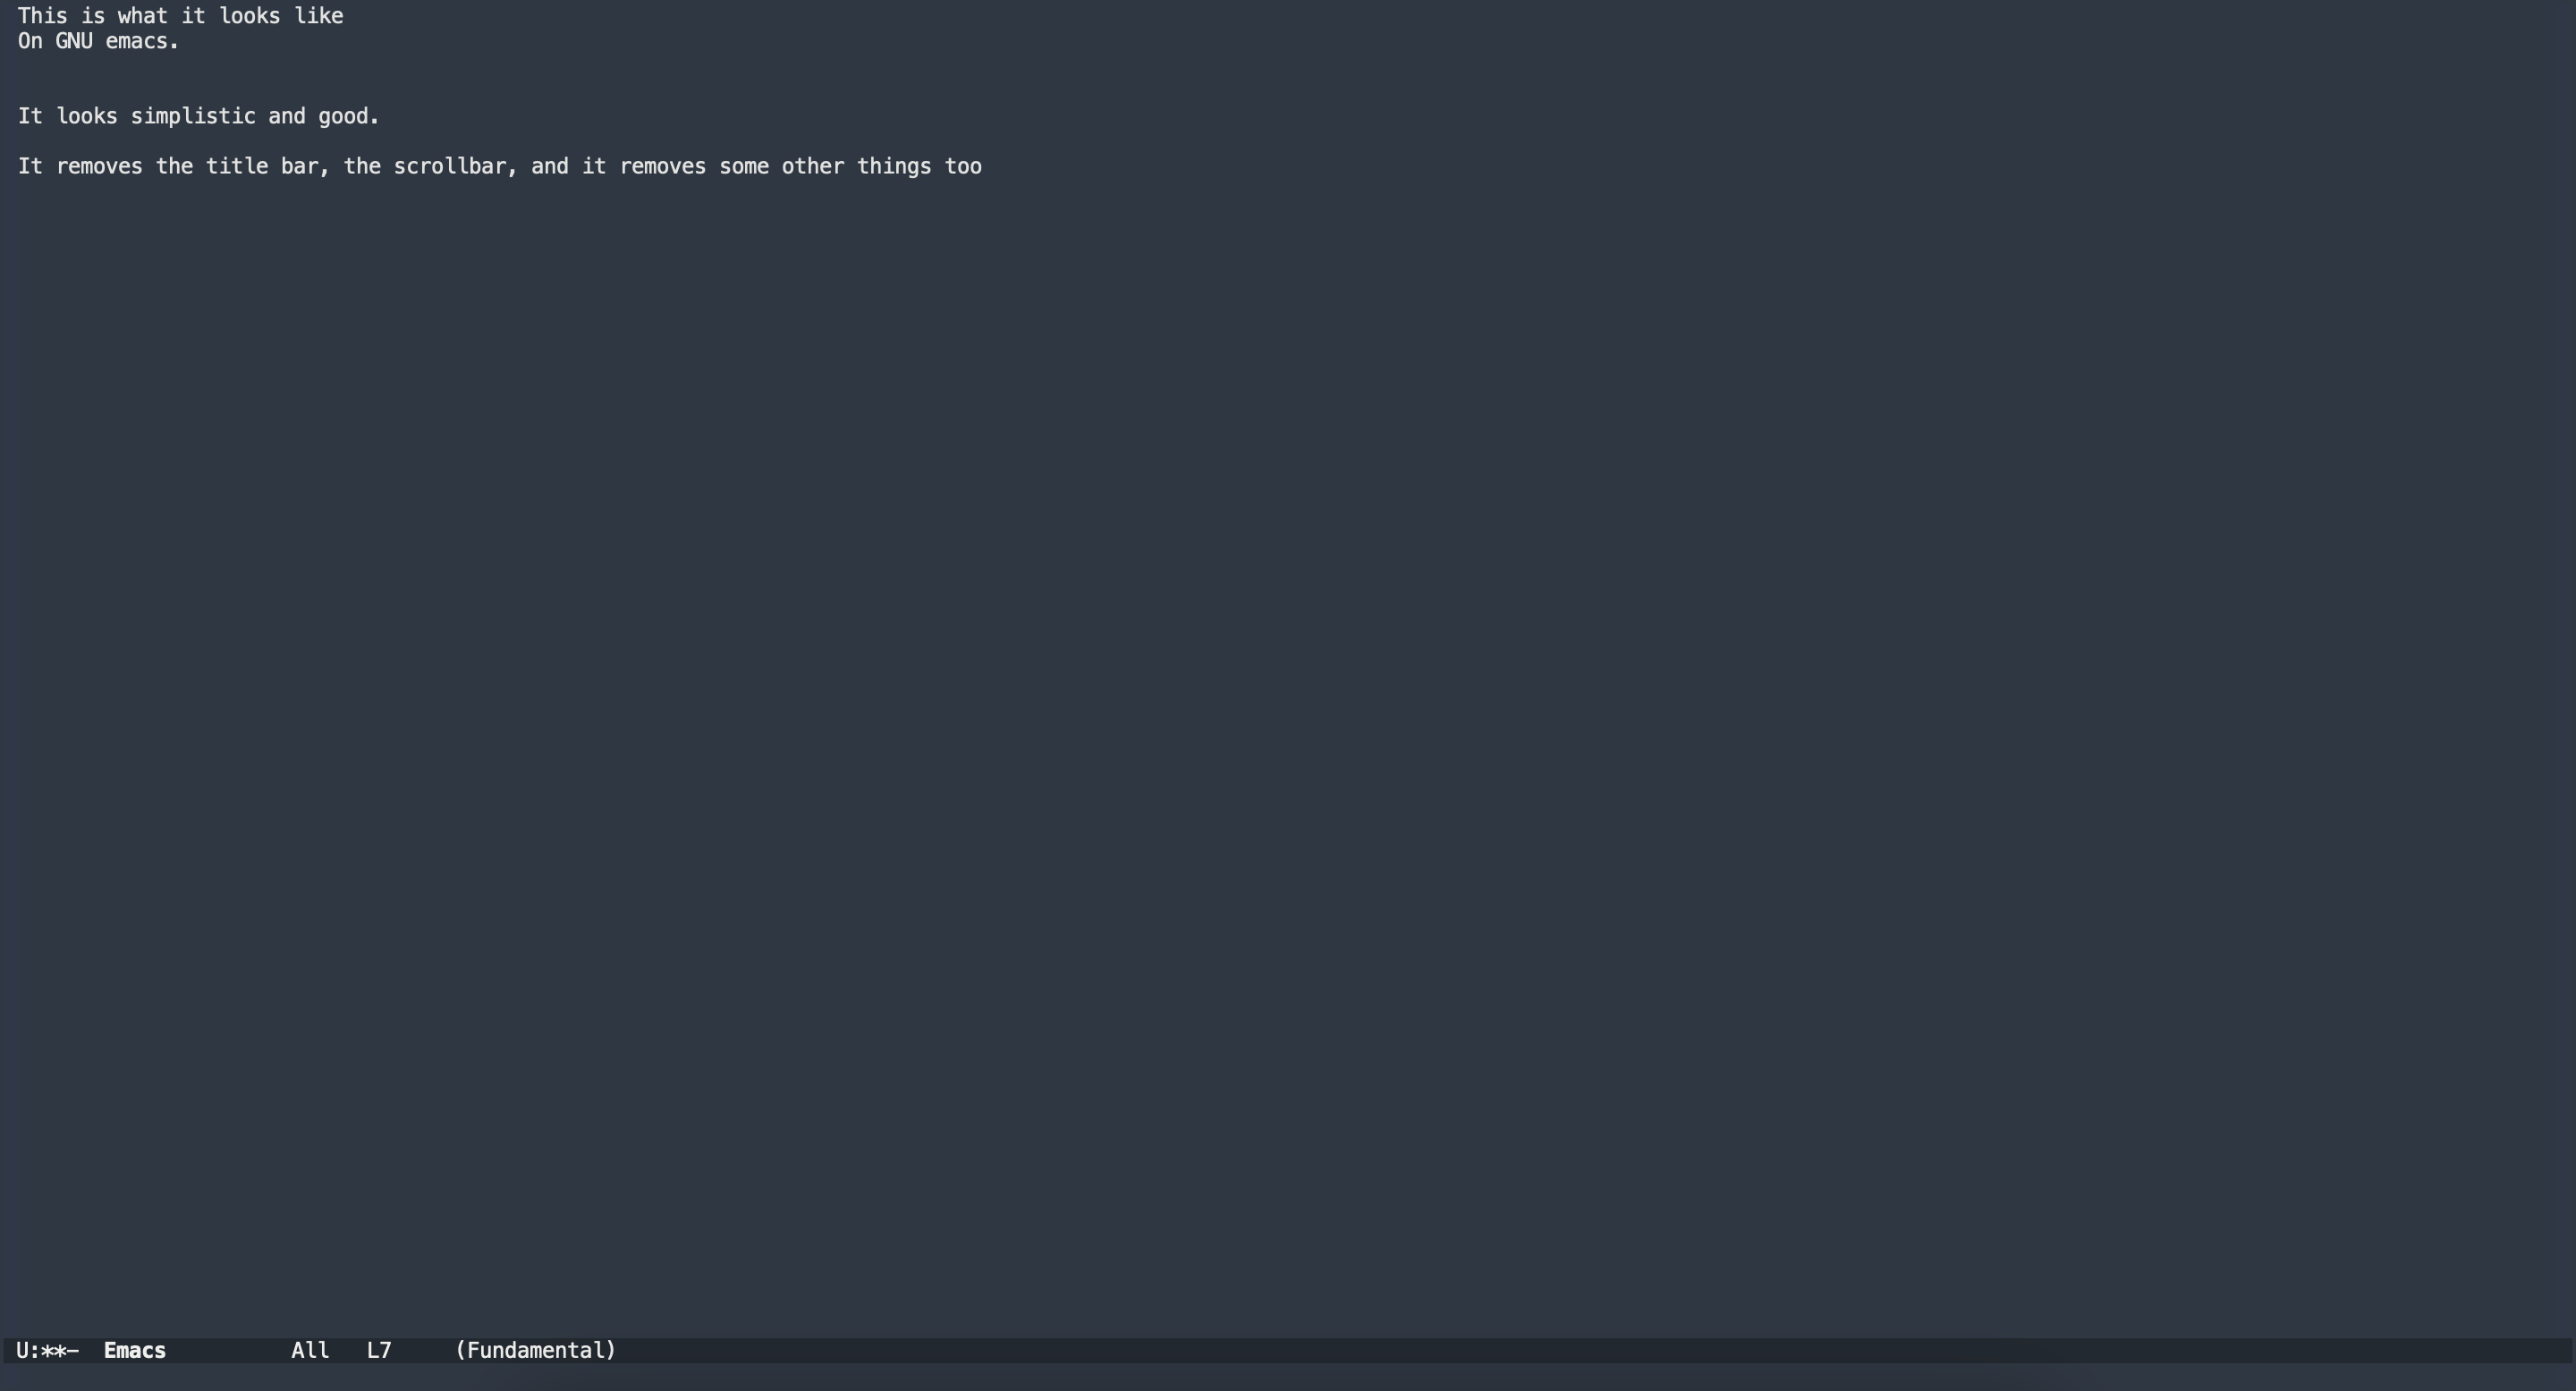 This is what it looks like
On GNU emacs.
It looks simplistic and good.
It removes the title bar, the scrollbar, and it removes some other things too
U:**-  Emacs          All   L7     (Fundamental)